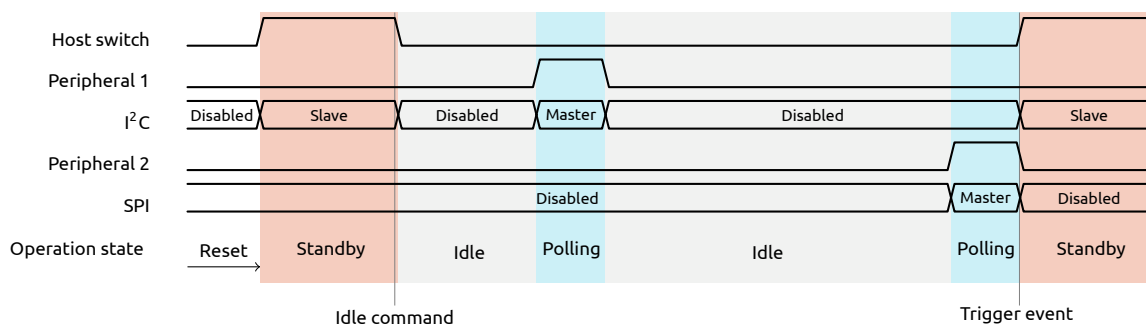 Host switch
Peripheral 1
Disabled Slave Disabled Master Disabled Slave
I²C
Peripheral 2
Disabled Master Disabled
SPI
Operation state Reset Standby Idle Polling Idle Polling Standby
Idle command Trigger event